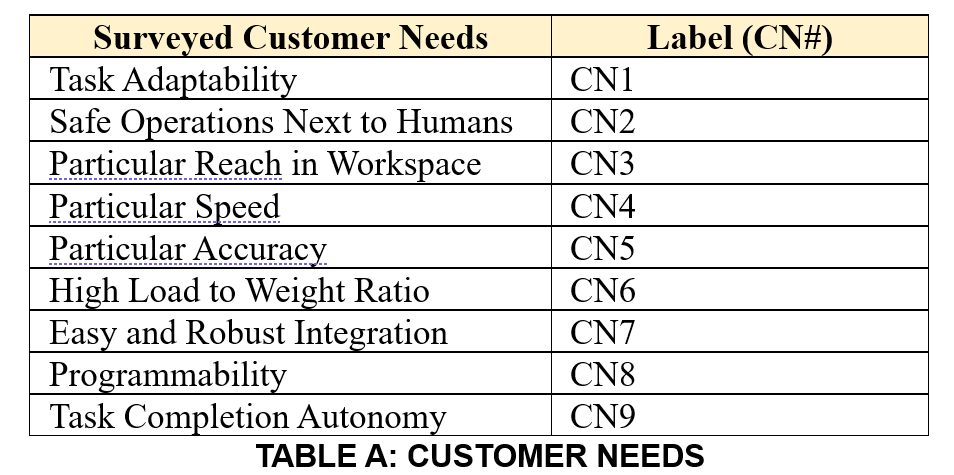 Surveyed Customer Needs Label (CN#)
Task Adaptability CN1
Safe Operations Next to Humans CN2
Particular Reach in Workspace CN3
Particular Speed CN4
Particular Accuracy CN5
High Load to Weight Ratio CN6
Easy and Robust Integration CN7
Programmability CN8
Task Completion Autonomy CN9
TABLE A: CUSTOMER NEEDS